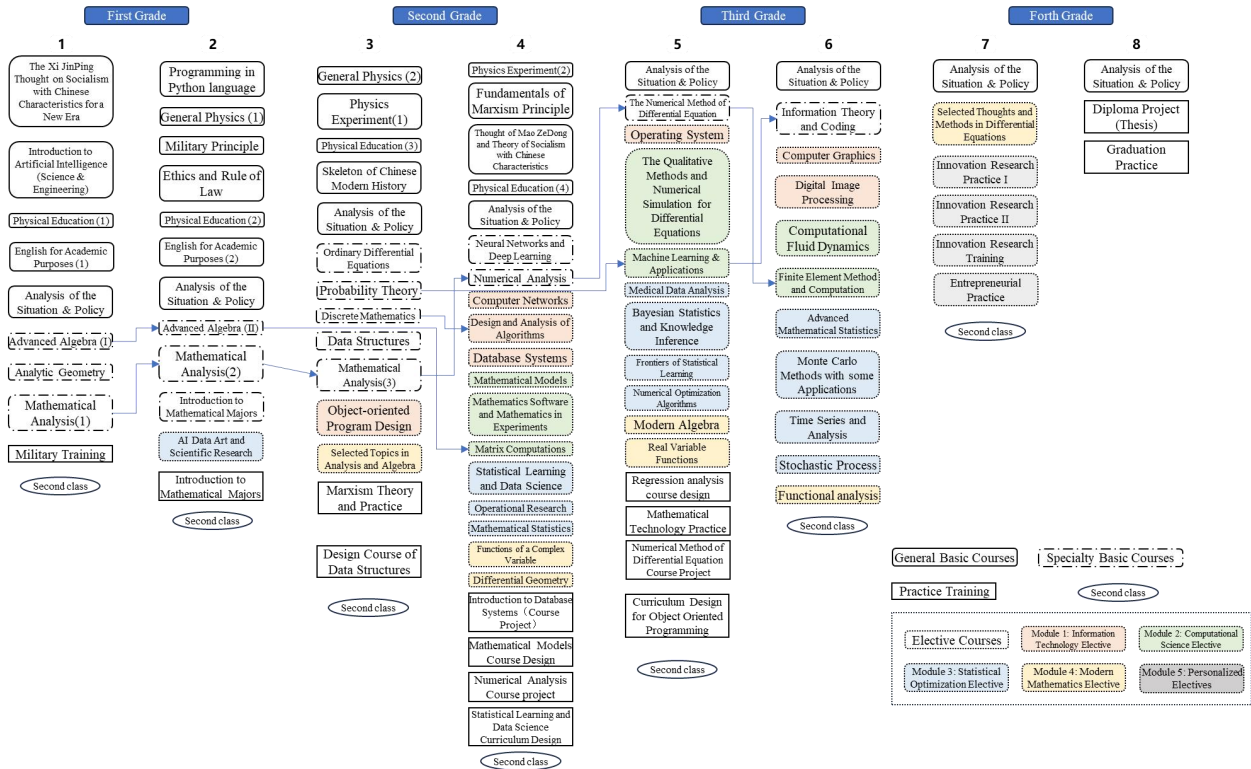 First Grade
Second Grade
Third Grade
Forth Grade
1
The Xi JinPing
Thought on Socialism
with Chinese
Characteristics for a
New Era
Introduction to
Artificial Intelligence
(Science &
Engineering)
Physical Education (1)
English for Academic
Purposes (1)
Analysis of the
Situation & Policy
Advanced Algebra (I)
Analytic Geometry
Mathematical
Analysis(1)
Military Training
Second class
2
Programming in
Python language
General Physics (1)
Military Principle
Ethics and Rule of
Law
Physical Education (2)
English for Academic
Purposes (2)
Analysis of the
Situation & Policy
Advanced Algebra (II)
Mathematical
Analysis(2)
Introduction to
Mathematical Majors
AI Data Art and
Scientific Research
Introduction to
Mathematical Majors
Second class
3
General Physics (2)
Physics
Experiment(1)
Physical Education (3)
Skeleton of Chinese
Modern History
Analysis of the
Situation & Policy
Ordinary Differential
Equations
Probability Theory
Discrete Mathematics
Data Structures
Mathematical
Analysis(3)
Object-oriented
Program Design
Selected Topics in
Analysis and Algebra
Marxism Theory
and Practice
Design Course of
Data Structures
Second class
4
Physics Experiment(2)
Fundamentals of
Marxism Principle
Thought of Mao ZeDong
and Theory of Socialism
with Chinese
Characteristics
Physical Education (4)
Analysis of the
Situation & Policy
Neural Networks and
Deep Learning
Numerical Analysis
Computer Networks
Design and Analysis of
Algorithms
Database Systems
Mathematical Models
Mathematics Software
and Mathematics in
Experiments
Matrix Computations
Statistical Learning
and Data Science
Operational Research
Mathematical Statistics
Functions of a Complex
Variable
Differential Geometry
Introduction to Database
Systems（Course
Project）
Mathematical Models
Course Design
Numerical Analysis
Course project
Statistical Learning and
Data Science
Curriculum Design
Second class
5
Analysis of the
Situation & Policy
The Numerical Method of
Differential Equation
Operating System
The Qualitative
Methods and
Numerical
Simulation for
Differential
Equations
Machine Learning &
Applications
Medical Data Analysis
Bayesian Statistics
and Knowledge
Inference
Frontiers of Statistical
Learning
Numerical Optimization
Algorithms
Modern Algebra
Real Variable
Functions
Regression analysis
course design
Mathematical
Technology Practice
Numerical Method of
Differential Equation
Course Project
Curriculum Design
for Object Oriented
Programming
Second class
6
Analysis of the
Situation & Policy
Information Theory
and Coding
Computer Graphics
Digital Image
Processing
Computational
Fluid Dynamics
Finite Element Method
and Computation
Advanced
Mathematical Statistics
Monte Carlo
Methods with some
Applications
Time Series and
Analysis
Stochastic Process
Functional analysis
Second class
7
Analysis of the
Situation & Policy
Selected Thoughts and
Methods in Differential
Equations
Innovation Research
Practice I
Innovation Research
Practice II
Innovation Research
Training
Entrepreneurial
Practice
Second class
8
Analysis of the
Situation & Policy
Diploma Project
(Thesis)
Graduation
Practice
General Basic Courses
Specialty Basic Courses
Practice Training
Second class
Elective Courses
Module 1: Information
Technology Elective
Module 2: Computational
Science Elective
Module 3: Statistical
Optimization Elective
Module 4: Modern
Mathematics Elective
Module 5: Personalized
Electives